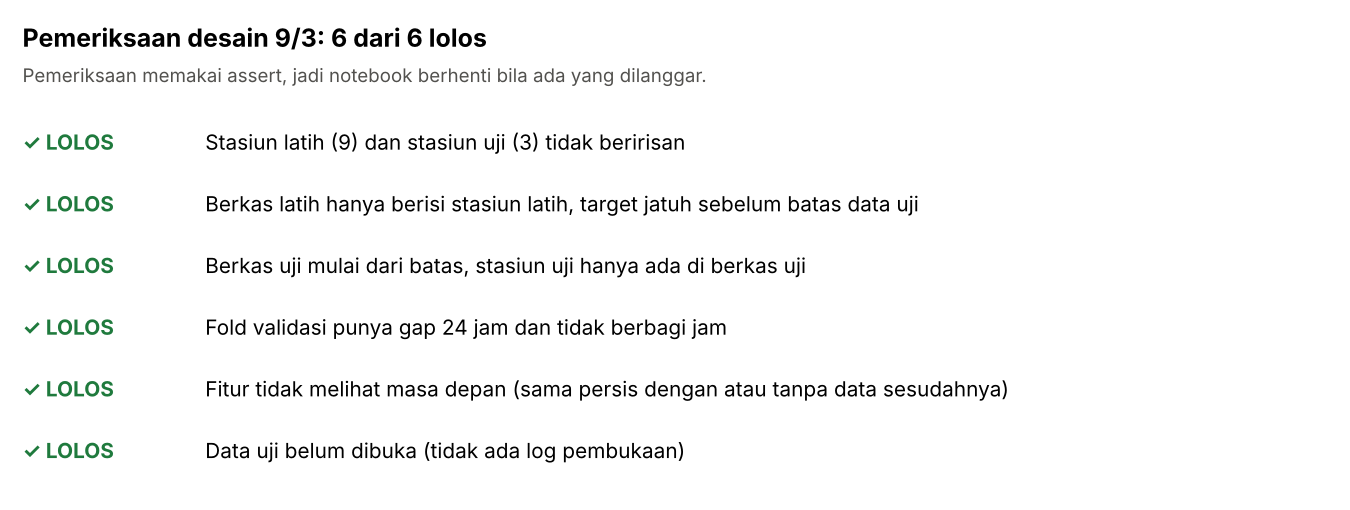 Pemeriksaan desain 9/3: 6 dari 6 lolos
Pemeriksaan memakai assert, jadi notebook berhenti bila ada yang dilanggar.
✓ LOLOS Stasiun latih (9) dan stasiun uji (3) tidak beririsan
✓ LOLOS Berkas latih hanya berisi stasiun latih, target jatuh sebelum batas data uji
✓ LOLOS Berkas uji mulai dari batas, stasiun uji hanya ada di berkas uji
✓ LOLOS Fold validasi punya gap 24 jam dan tidak berbagi jam
✓ LOLOS Fitur tidak melihat masa depan (sama persis dengan atau tanpa data sesudahnya)
✓ LOLOS Data uji belum dibuka (tidak ada log pembukaan)